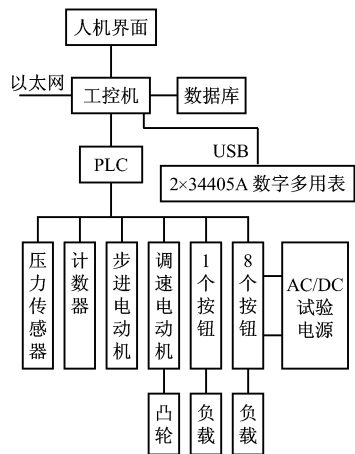 人机界面
以太网
工控机
数据库
USB
PLC
2×34405A 数字多用表
压力传感器
计数器
步进电动机
调速电动机
1个按钮
8个按钮
AC/DC
试验
电源
凸轮
负载
负载